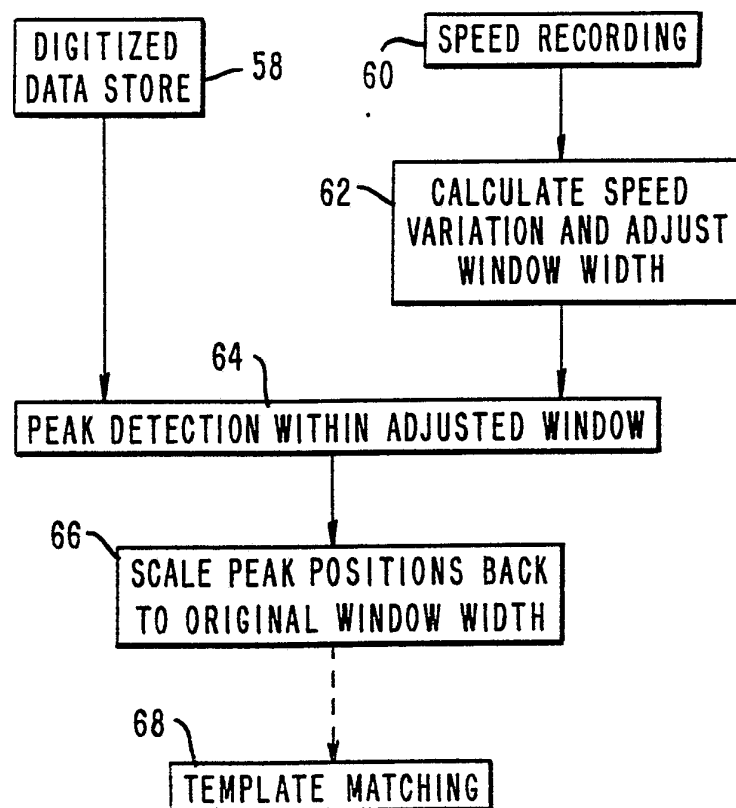 DIGITIZED
DATA STORE
58
SPEED RECORDING
60
62
CALCULATE SPEED
VARIATION AND ADJUST
WINDOW WIDTH
64
PEAK DETECTION WITHIN ADJUSTED WINDOW
66
SCALE PEAK POSITIONS BACK
TO ORIGINAL WINDOW WIDTH
68
TEMPLATE MATCHING